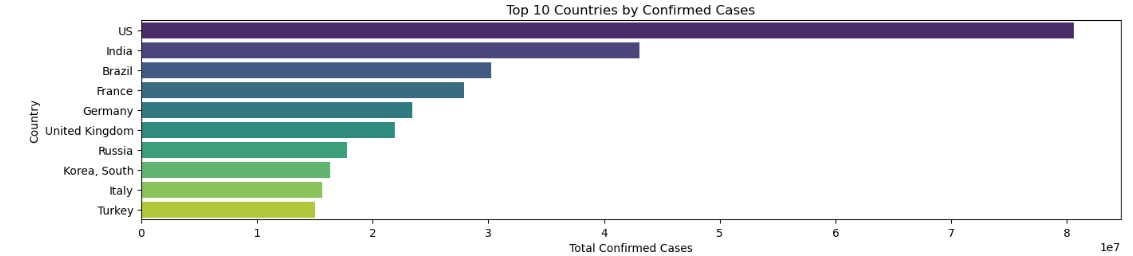 Top 10 Countries by Confirmed Cases
Country
US
India
Brazil
France
Germany
United Kingdom
Russia
Korea, South
Italy
Turkey
0 1 2 3 4 5 6 7 8
1e7
Total Confirmed Cases